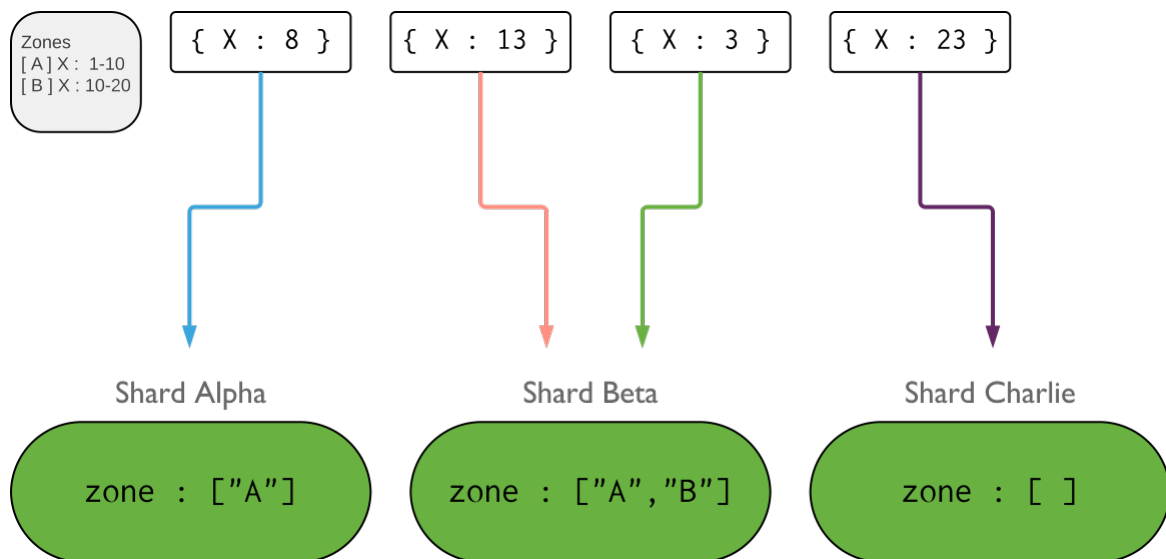 Zones
[ A ] X : 1-10
[ B ] X : 10-20
{ X : 8 }
{ X : 13 }
{ X : 3 }
{ X : 23 }
Shard Alpha
Shard Beta
Shard Charlie
zone : ["A"]
zone : ["A","B"]
zone : [ ]